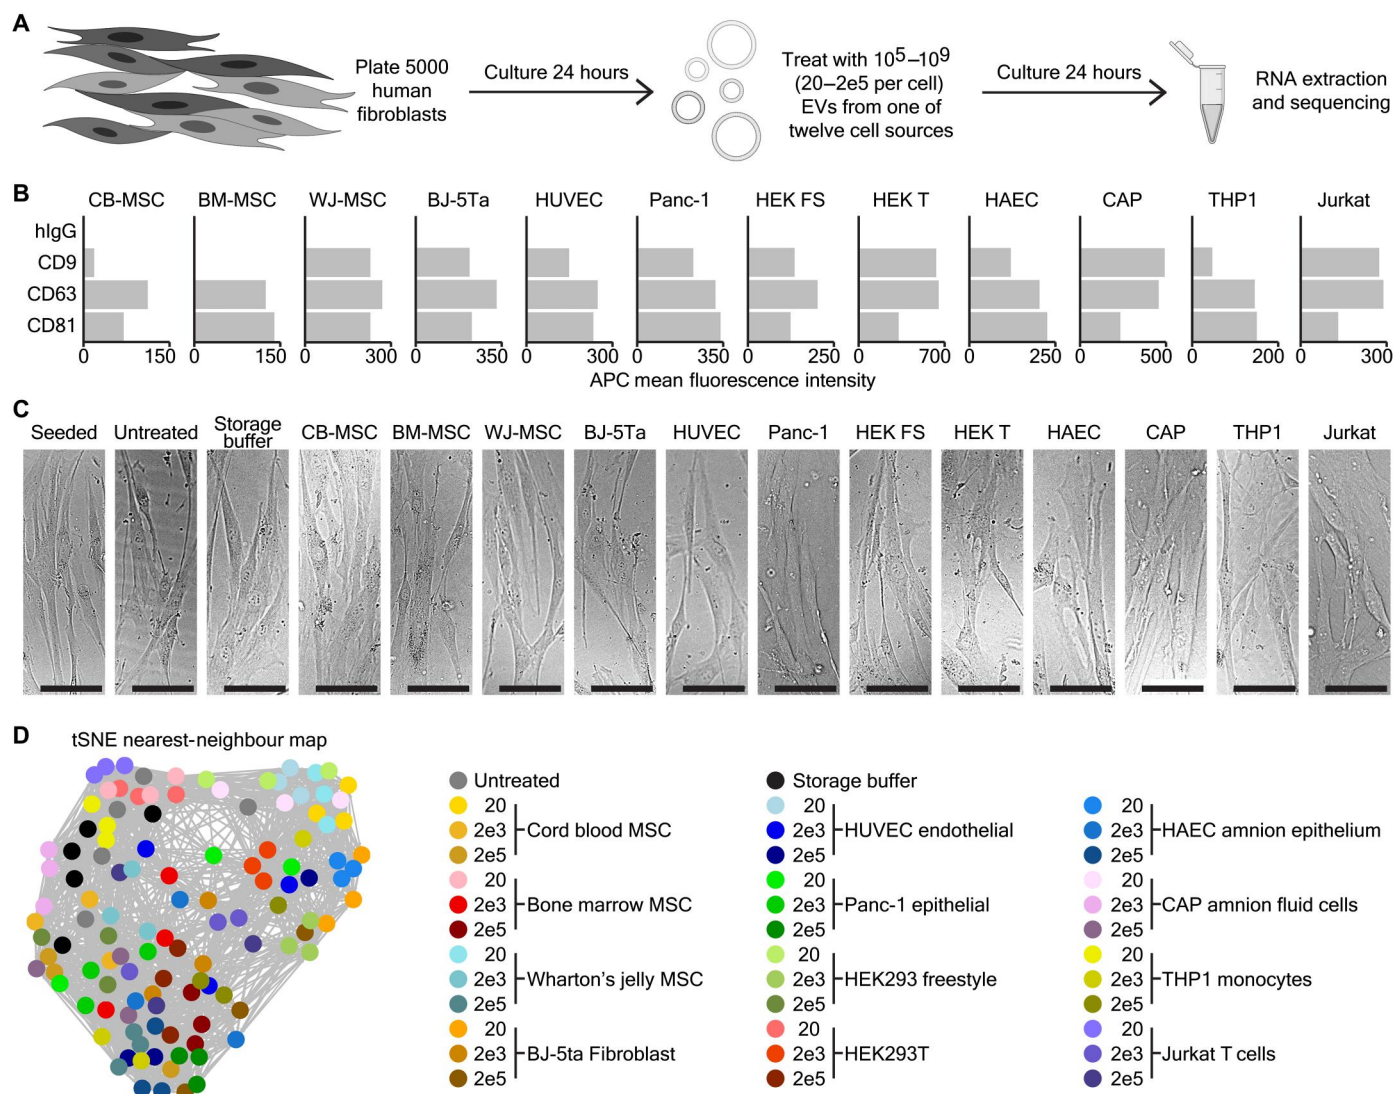 A
Plate 5000
human
fibroblasts
Culture 24 hours
Treat with 10⁵–10⁹
(20–2e5 per cell)
EVs from one of
twelve cell sources
Culture 24 hours
RNA extraction
and sequencing
B
CB-MSC BM-MSC WJ-MSC BJ-5Ta HUVEC Panc-1 HEK FS HEK T HAEC CAP THP1 Jurkat
hIgG
CD9
CD63
CD81
0 150 0 150 0 300 0 350 0 300 0 350 0 250 0 700 0 250 0 500 0 200 0 300
APC mean fluorescence intensity
C
Seeded Untreated Storage buffer CB-MSC BM-MSC WJ-MSC BJ-5Ta HUVEC Panc-1 HEK FS HEK T HAEC CAP THP1 Jurkat
D
tSNE nearest-neighbour map
Untreated
20
2e3 Cord blood MSC
2e5
20
2e3 Bone marrow MSC
2e5
20
2e3 Wharton's jelly MSC
2e5
20
2e3 BJ-5ta Fibroblast
2e5
Storage buffer
20
2e3 HUVEC endothelial
2e5
20
2e3 Panc-1 epithelial
2e5
20
2e3 HEK293 freestyle
2e5
20
2e3 HEK293T
2e5
20
2e3 HAEC amnion epithelium
2e5
20
2e3 CAP amnion fluid cells
2e5
20
2e3 THP1 monocytes
2e5
20
2e3 Jurkat T cells
2e5